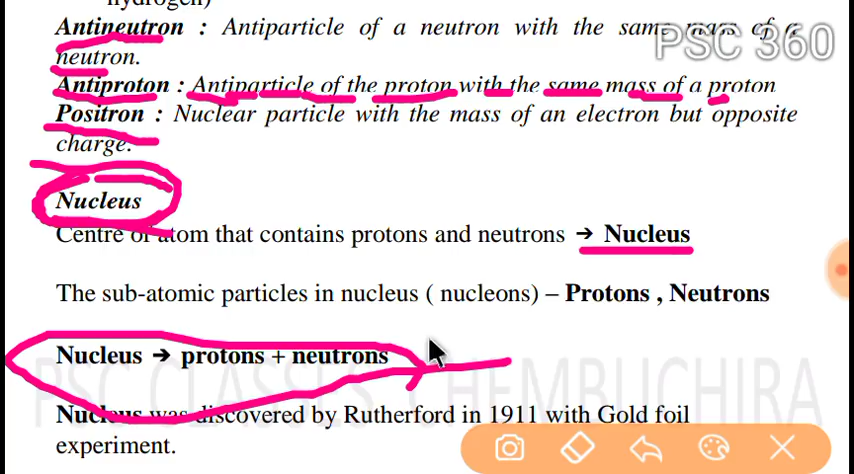 hydrogen)
Antineutron : Antiparticle of a neutron with the same mass of a
PSC 360
neutron.
Antiproton : Antiparticle of the proton with the same mass of a proton
Positron : Nuclear particle with the mass of an electron but opposite
charge.
Nucleus
Centre of atom that contains protons and neutrons ➔ Nucleus
The sub-atomic particles in nucleus ( nucleons) – Protons , Neutrons
Nucleus ➔ protons + neutrons
PSC CLASSES CHEMBUCHIRA
Nucleus was discovered by Rutherford in 1911 with Gold foil
experiment.